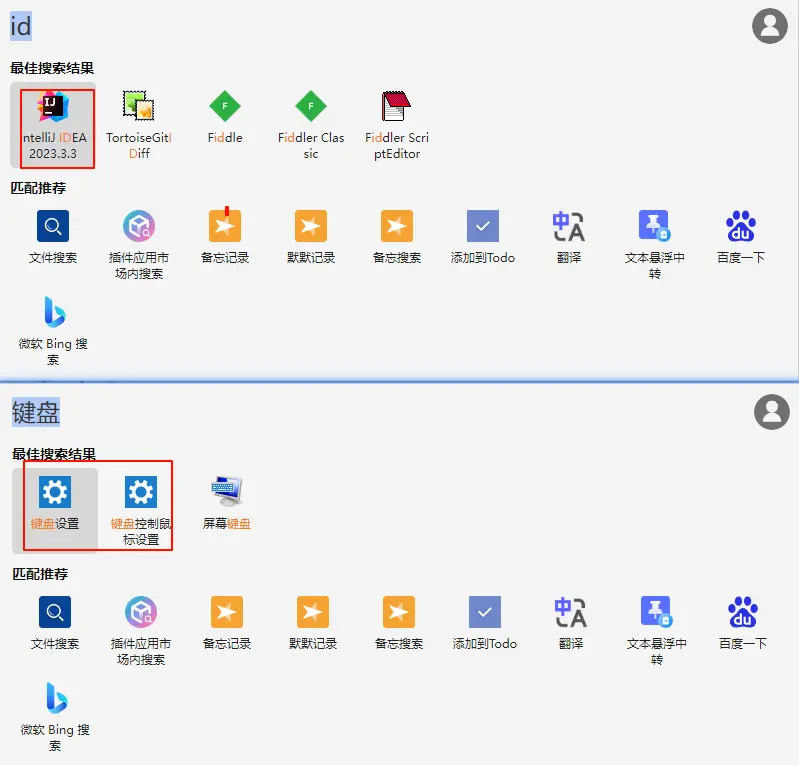 id
最佳搜索结果
ntelliJ IDEA
2023.3.3
TortoiseGitI
Diff
Fiddle
Fiddler Clas
sic
Fiddler Scri
ptEditor
匹配推荐
文件搜索
插件应用市
场内搜索
备忘记录
默默记录
备忘搜索
添加到Todo
翻译
文本悬浮中
转
百度一下
微软 Bing 搜
索
键盘
最佳搜索结果
键盘设置
键盘控制鼠
标设置
屏幕键盘
匹配推荐
文件搜索
插件应用市
场内搜索
备忘记录
默默记录
备忘搜索
添加到Todo
翻译
文本悬浮中
转
百度一下
微软 Bing 搜
索